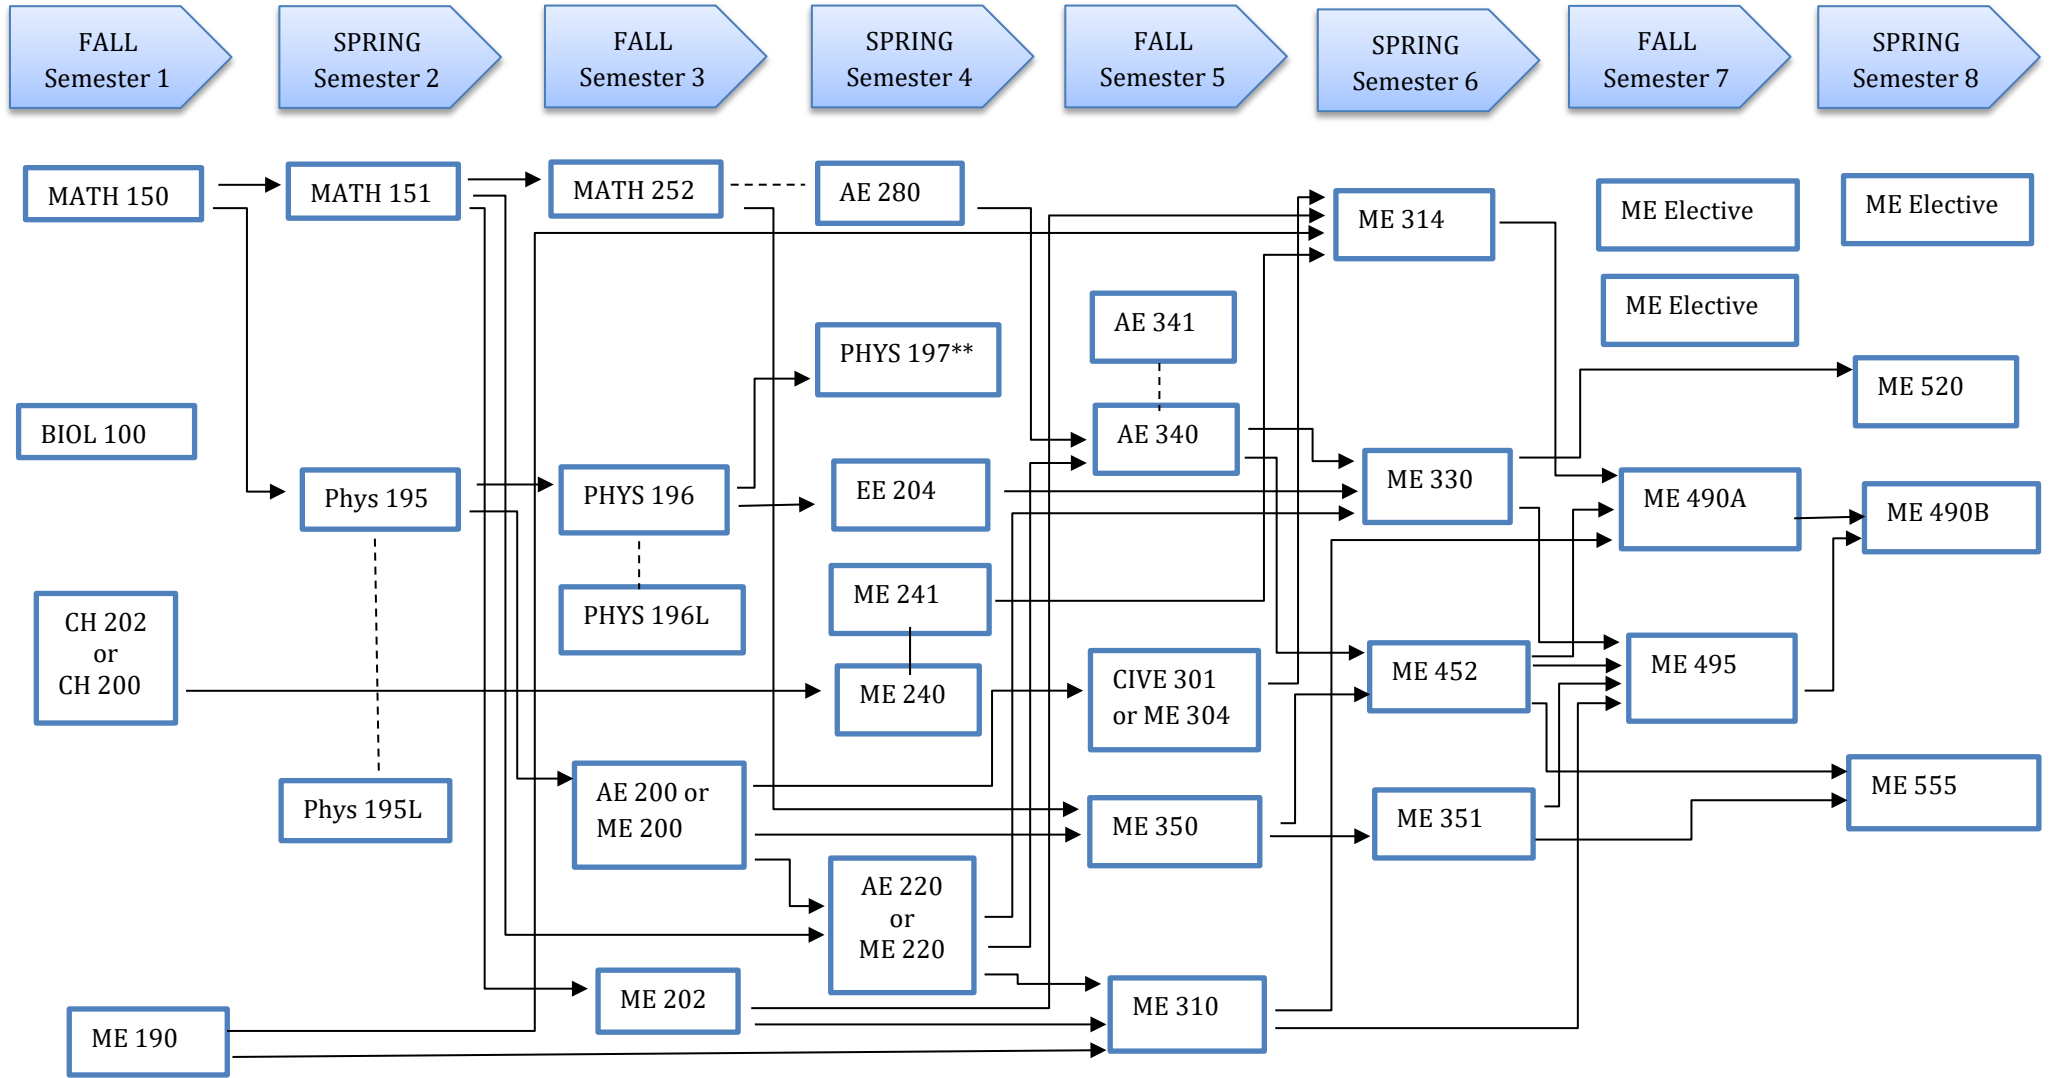 FALL
Semester 1
SPRING
Semester 2
FALL
Semester 3
SPRING
Semester 4
FALL
Semester 5
SPRING
Semester 6
FALL
Semester 7
SPRING
Semester 8
MATH 150
BIOL 100
CH 202
or
CH 200
ME 190
MATH 151
Phys 195
Phys 195L
MATH 252
PHYS 196
PHYS 196L
AE 200 or
ME 200
ME 202
AE 280
PHYS 197**
EE 204
ME 241
ME 240
AE 220
or
ME 220
AE 341
AE 340
CIVE 301
or ME 304
ME 350
ME 310
ME 314
ME 330
ME 452
ME 351
ME Elective
ME Elective
ME 490A
ME 495
ME Elective
ME 520
ME 490B
ME 555